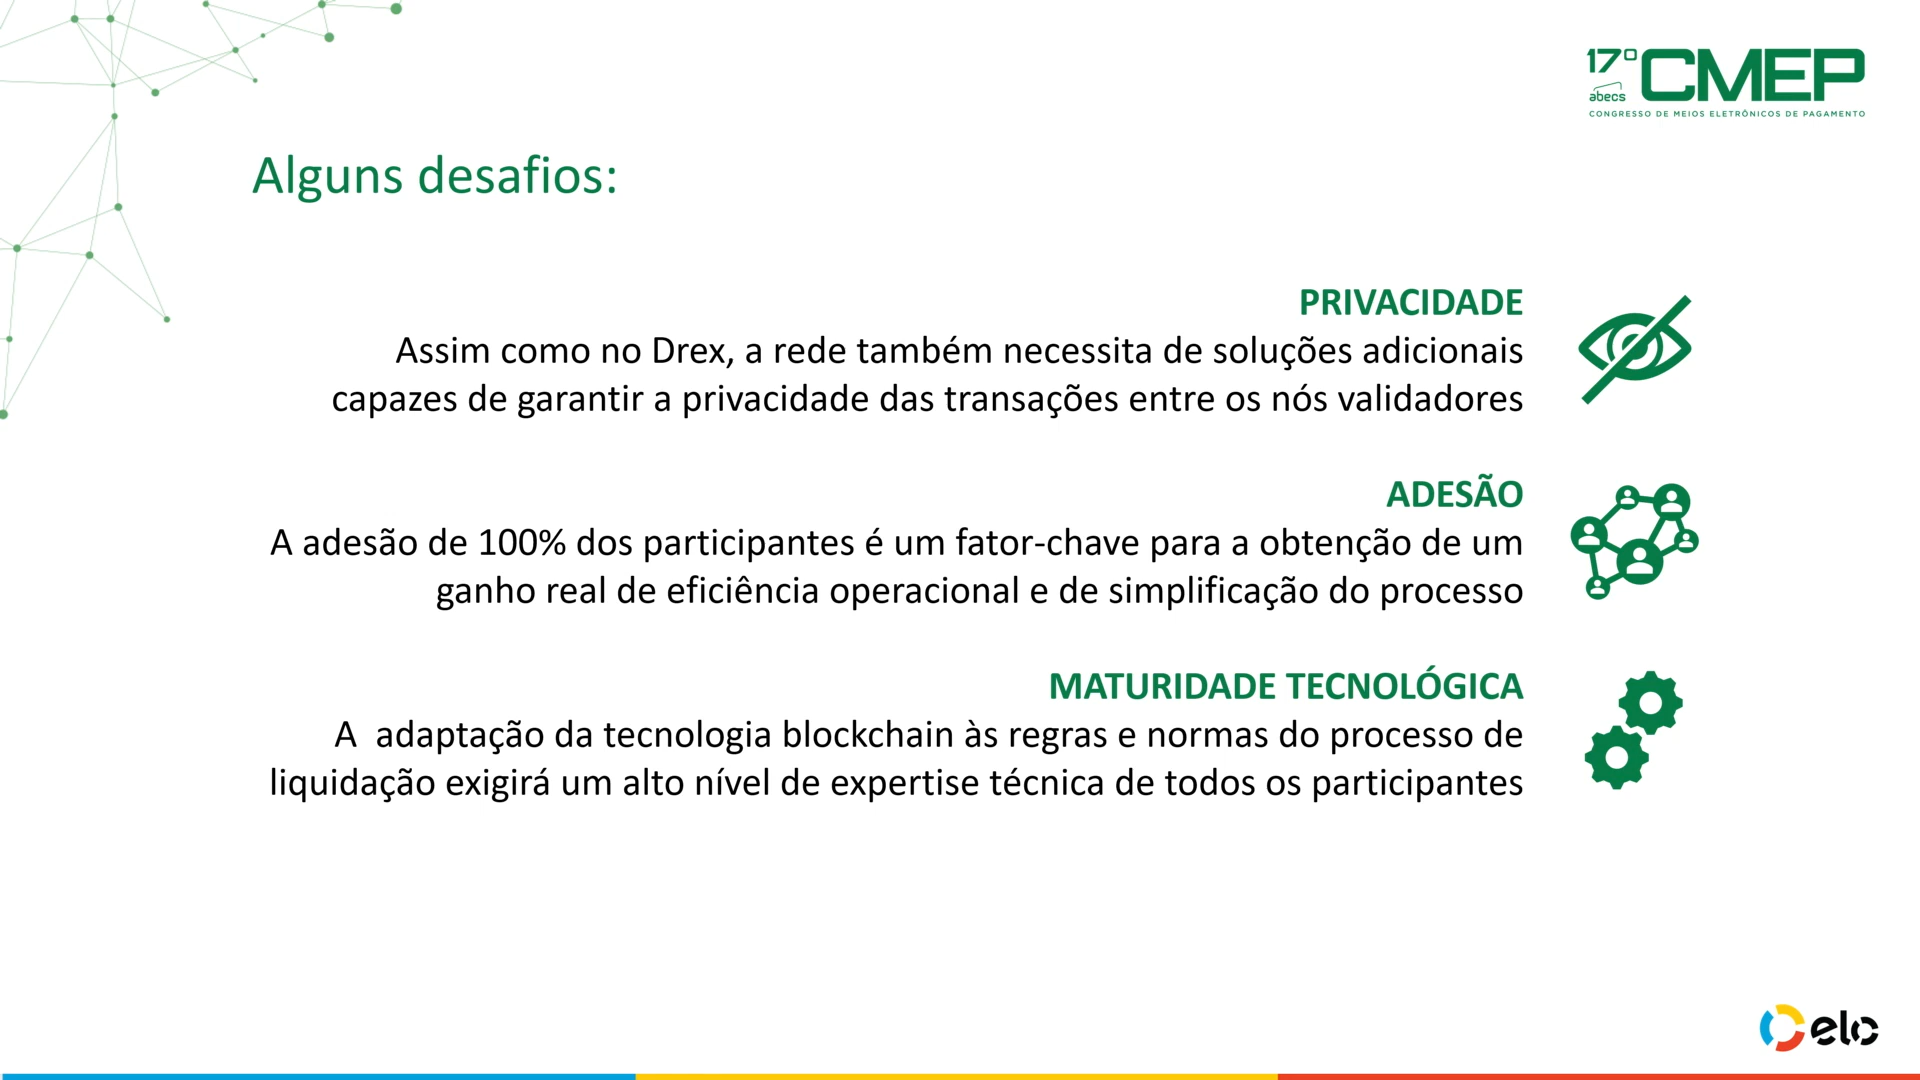 17º CMEP
abecs
CONGRESSO DE MEIOS ELETRÔNICOS DE PAGAMENTO
Alguns desafios:
PRIVACIDADE
Assim como no Drex, a rede também necessita de soluções adicionais
capazes de garantir a privacidade das transações entre os nós validadores
ADESÃO
A adesão de 100% dos participantes é um fator-chave para a obtenção de um
ganho real de eficiência operacional e de simplificação do processo
MATURIDADE TECNOLÓGICA
A  adaptação da tecnologia blockchain às regras e normas do processo de
liquidação exigirá um alto nível de expertise técnica de todos os participantes
elo